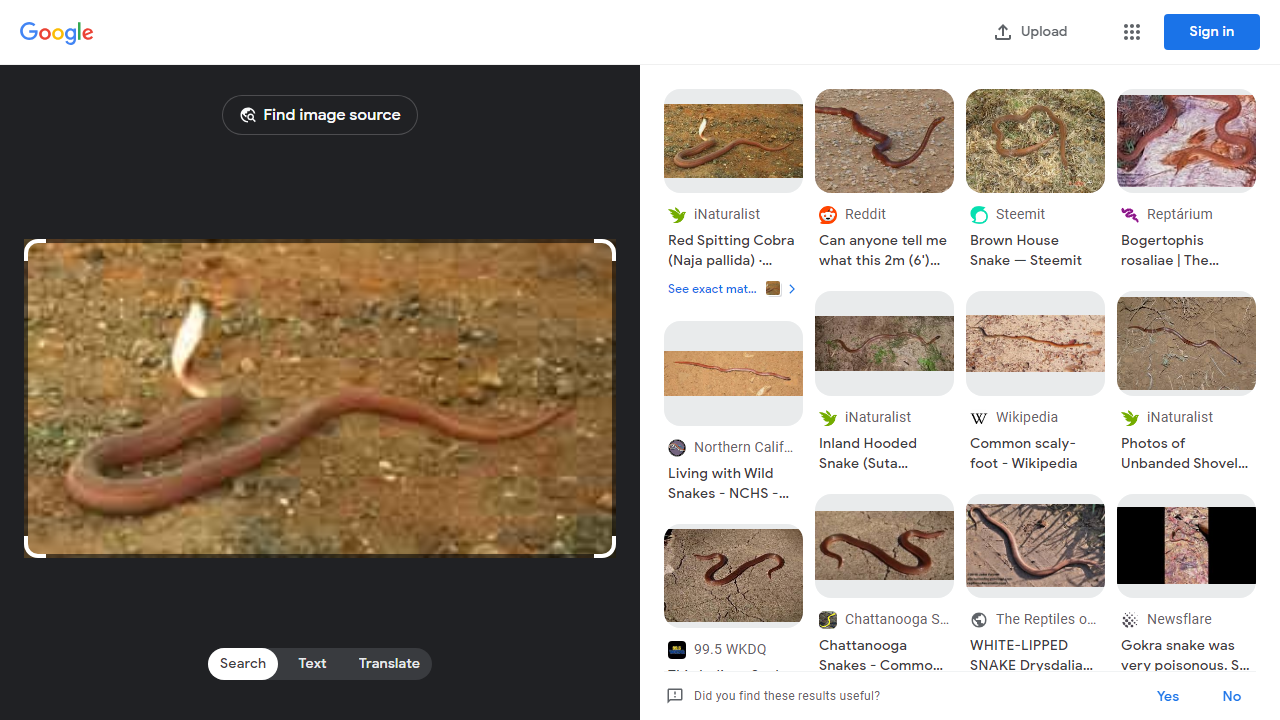 Google
Upload
Sign in
Find image source
Search
Text
Translate
iNaturalist
Red Spitting Cobra
(Naja pallida) ·...
See exact mat...
Northern Calif...
Living with Wild
Snakes - NCHS -...
99.5 WKDQ
Reddit
Can anyone tell me
what this 2m (6')...
iNaturalist
Inland Hooded
Snake (Suta...
Chattanooga S...
Chattanooga
Snakes - Commo...
Steemit
Brown House
Snake — Steemit
Wikipedia
Common scaly-
foot - Wikipedia
The Reptiles o...
WHITE-LIPPED
SNAKE Drysdalia...
Reptárium
Bogertophis
rosaliae | The...
iNaturalist
Photos of
Unbanded Shovel...
Newsflare
Gokra snake was
very poisonous. S...
Did you find these results useful?
Yes
No